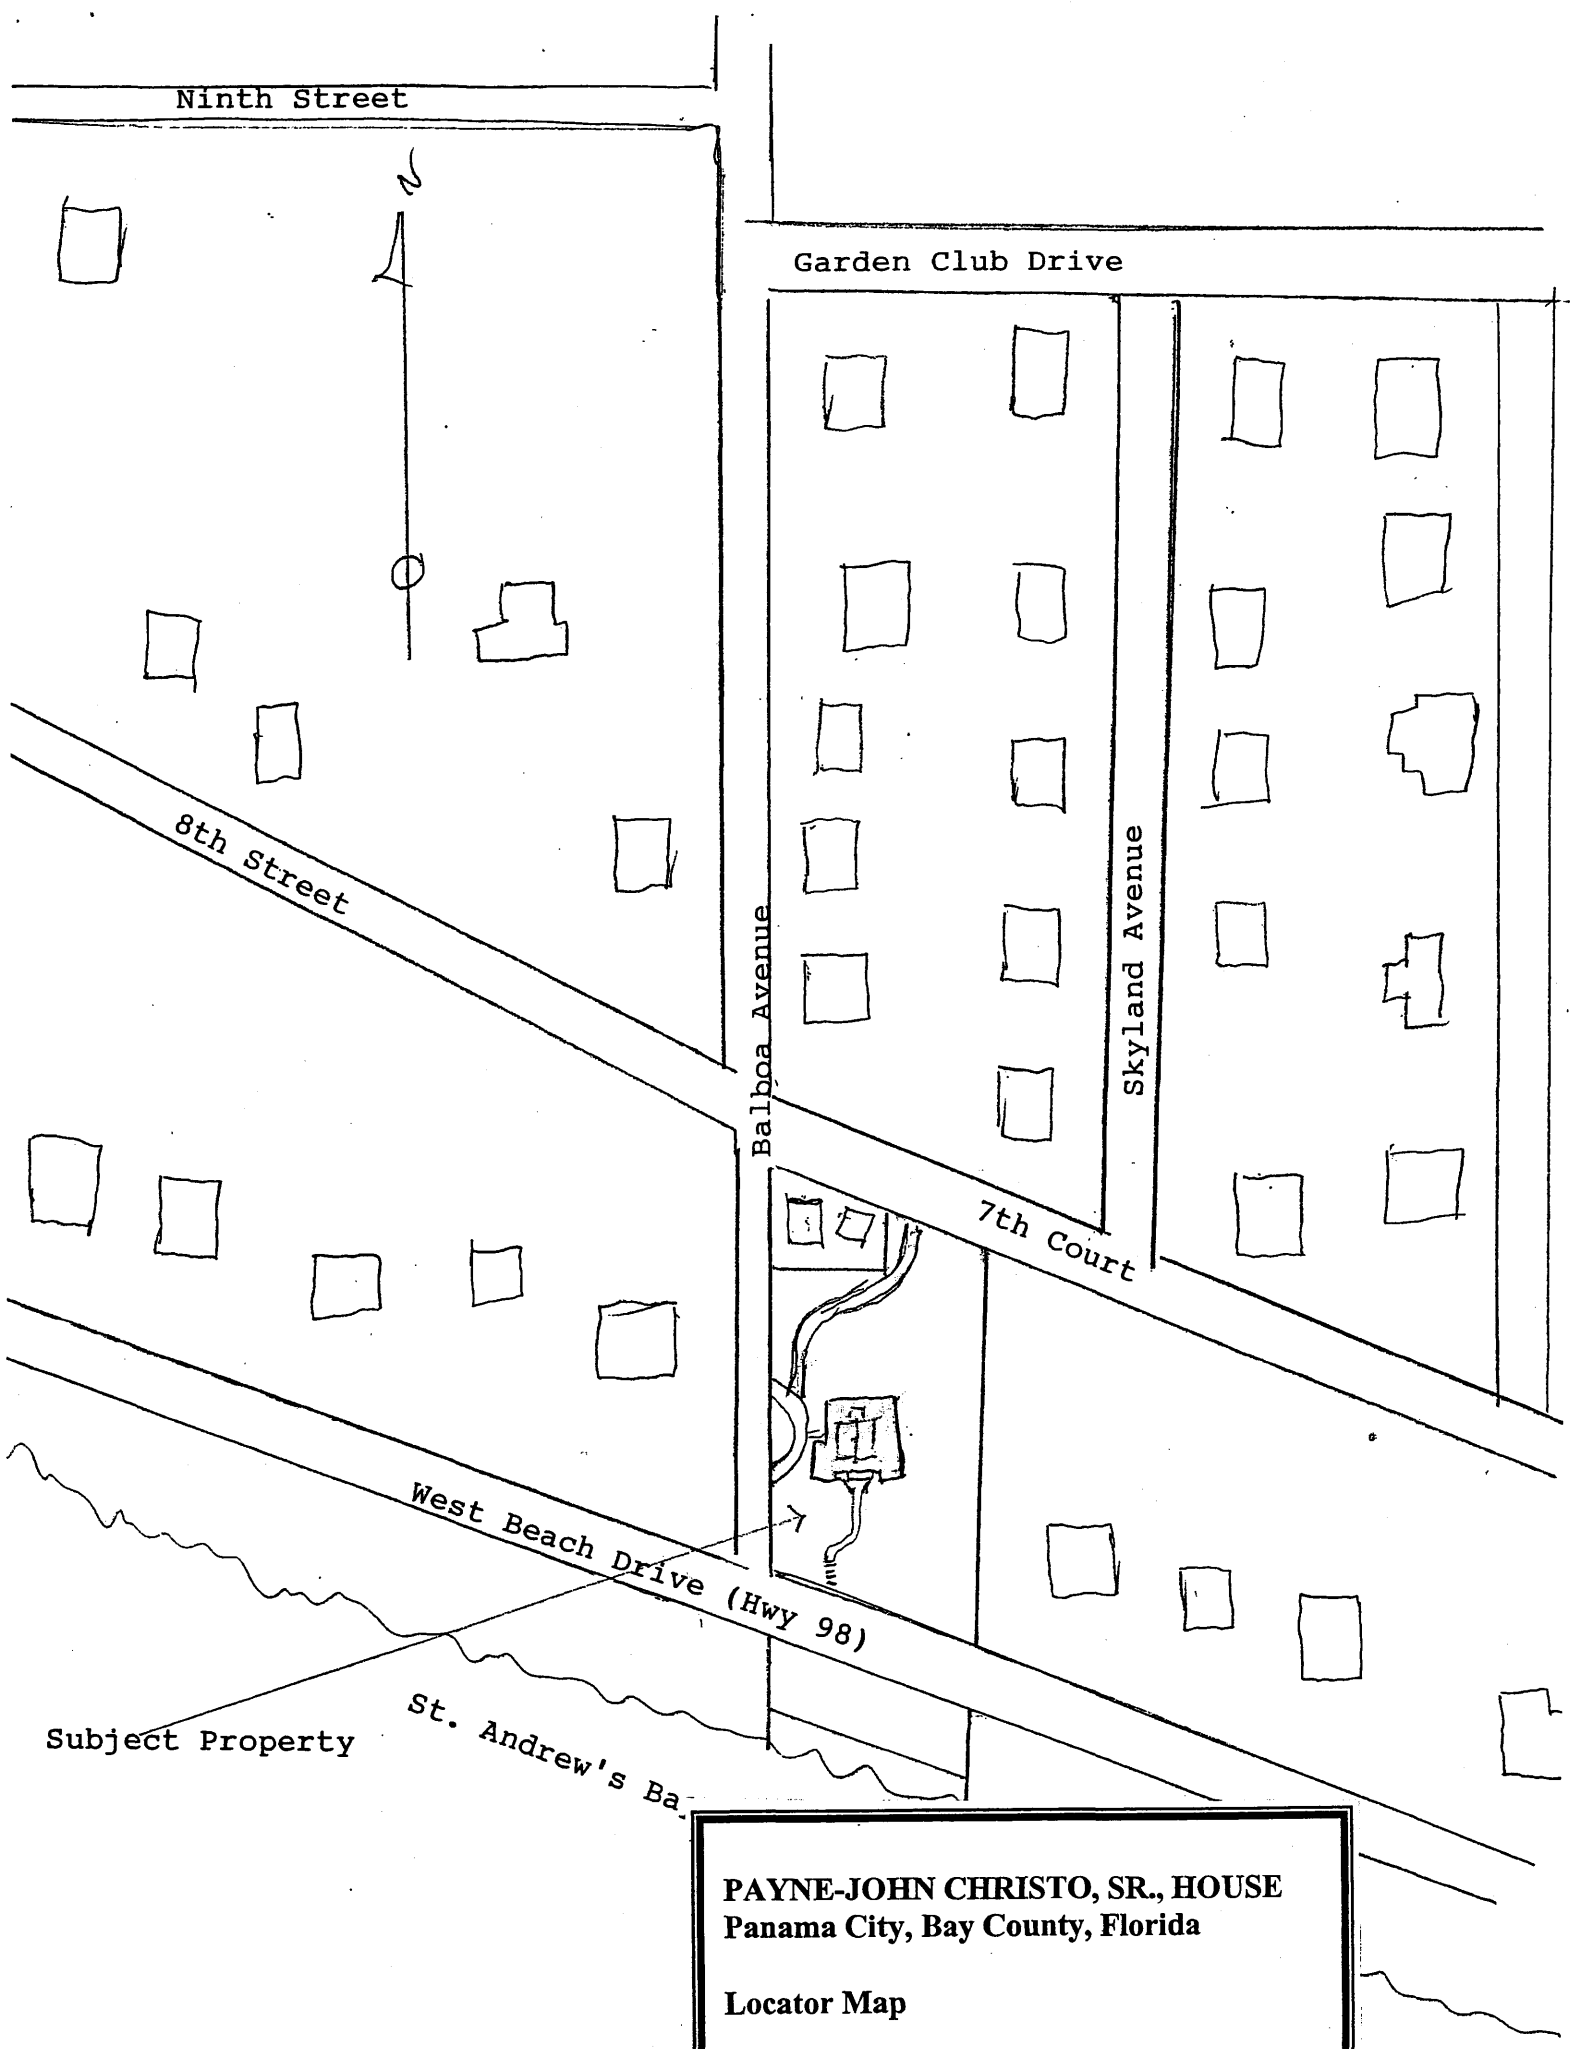 Ninth Street
N
Garden Club Drive
8th Street
Balboa Avenue
Skyland Avenue
7th Court
West Beach Drive (Hwy 98)
Subject Property
St. Andrew's Ba
PAYNE-JOHN CHRISTO, SR., HOUSE
Panama City, Bay County, Florida
Locator Map